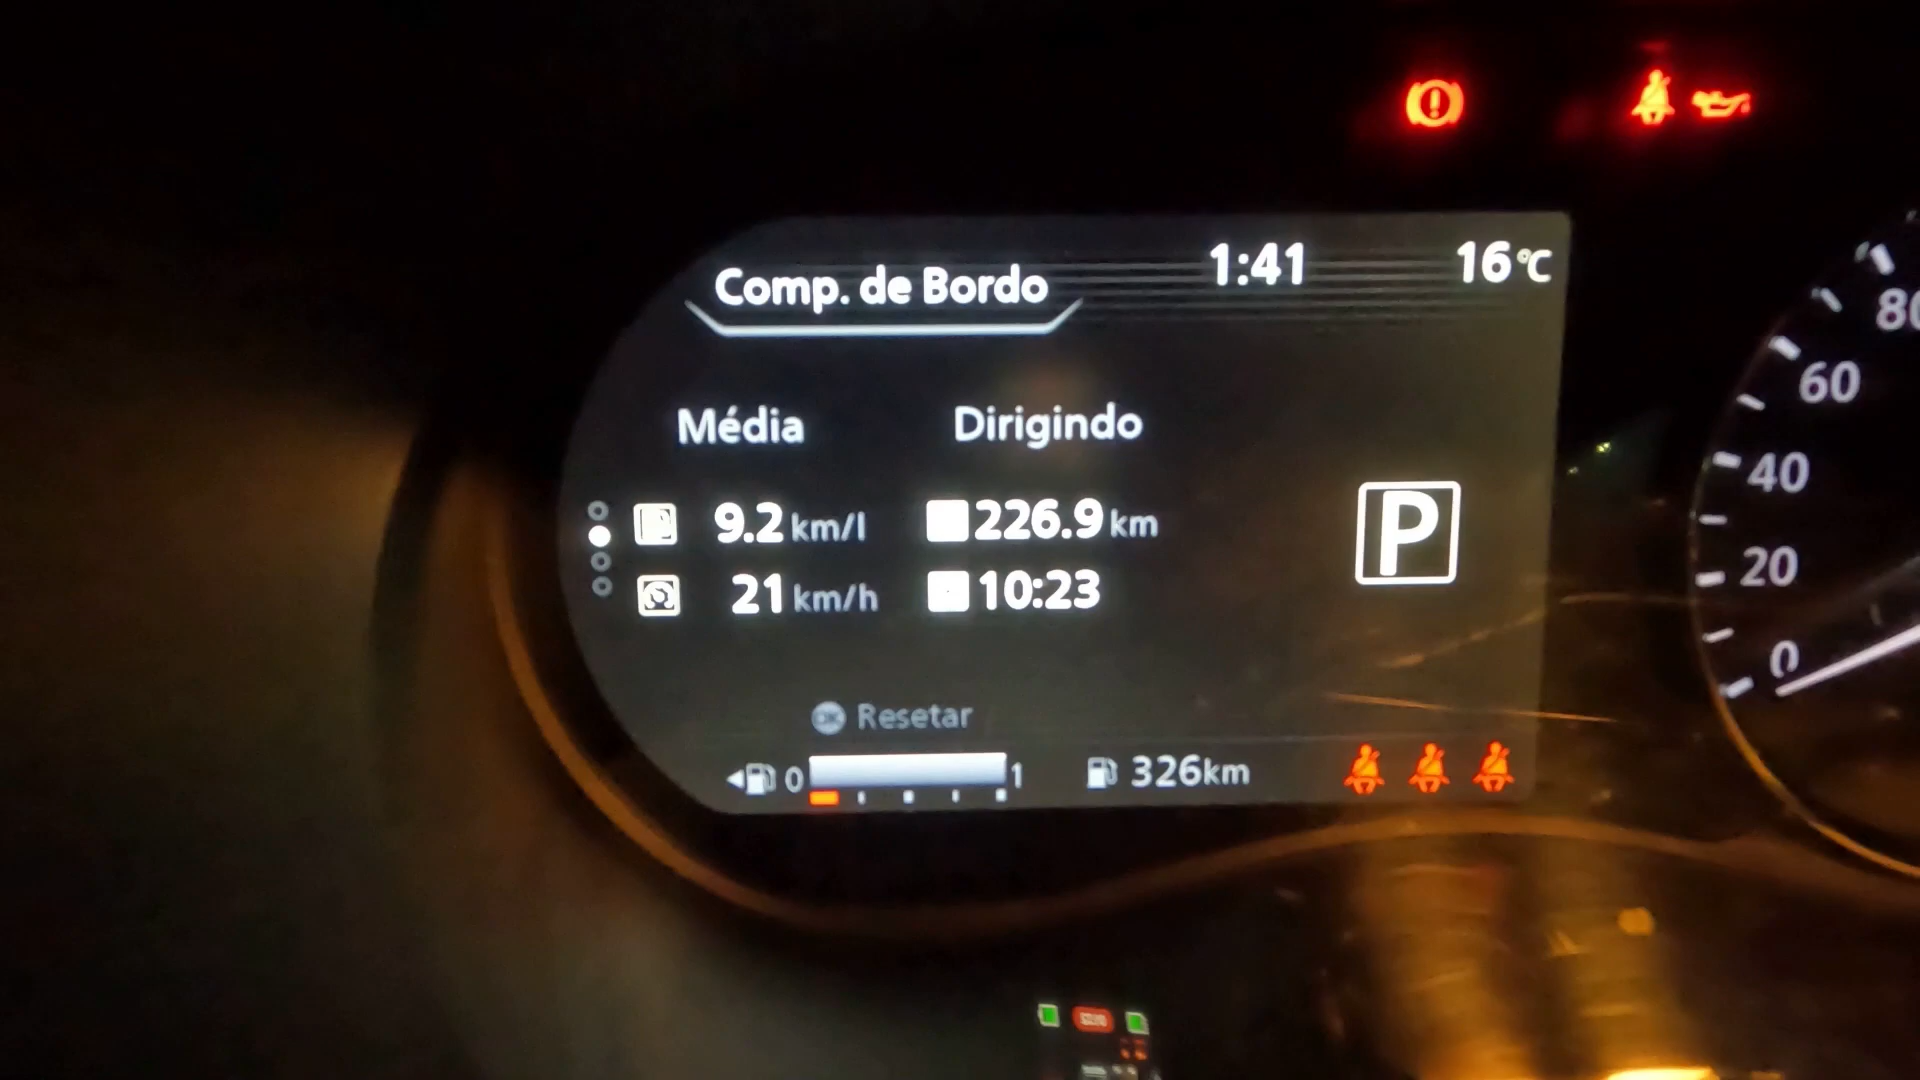 Comp. de Bordo 1:41 16°C
Média Dirigindo
9.2 km/l 226.9 km
21 km/h 10:23
P
OK Resetar
0 1 326km
80
60
40
20
0